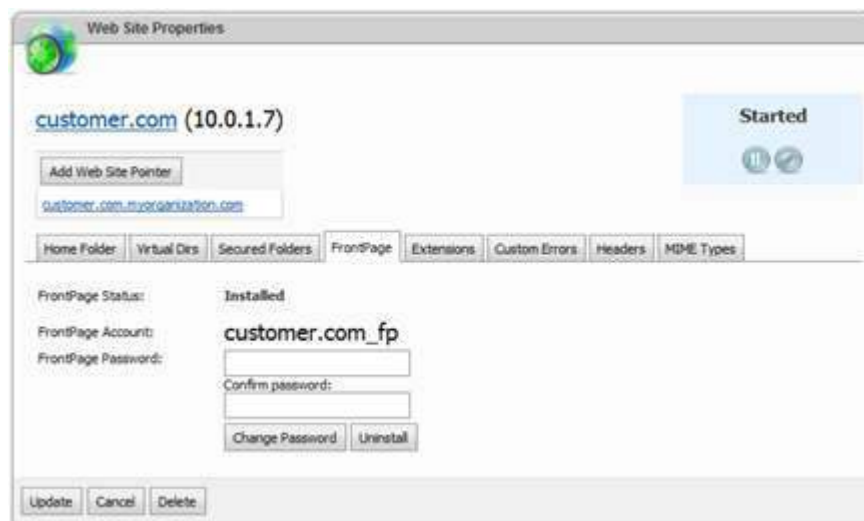 Web Site Properties
customer.com (10.0.1.7)
Started
Add Web Site Pointer
customer.com.myorganization.com
Home Folder Virtual Dirs Secured Folders FrontPage Extensions Custom Errors Headers MIME Types
FrontPage Status: Installed
FrontPage Account: customer.com_fp
FrontPage Password:
Confirm password:
Change Password Uninstall
Update Cancel Delete